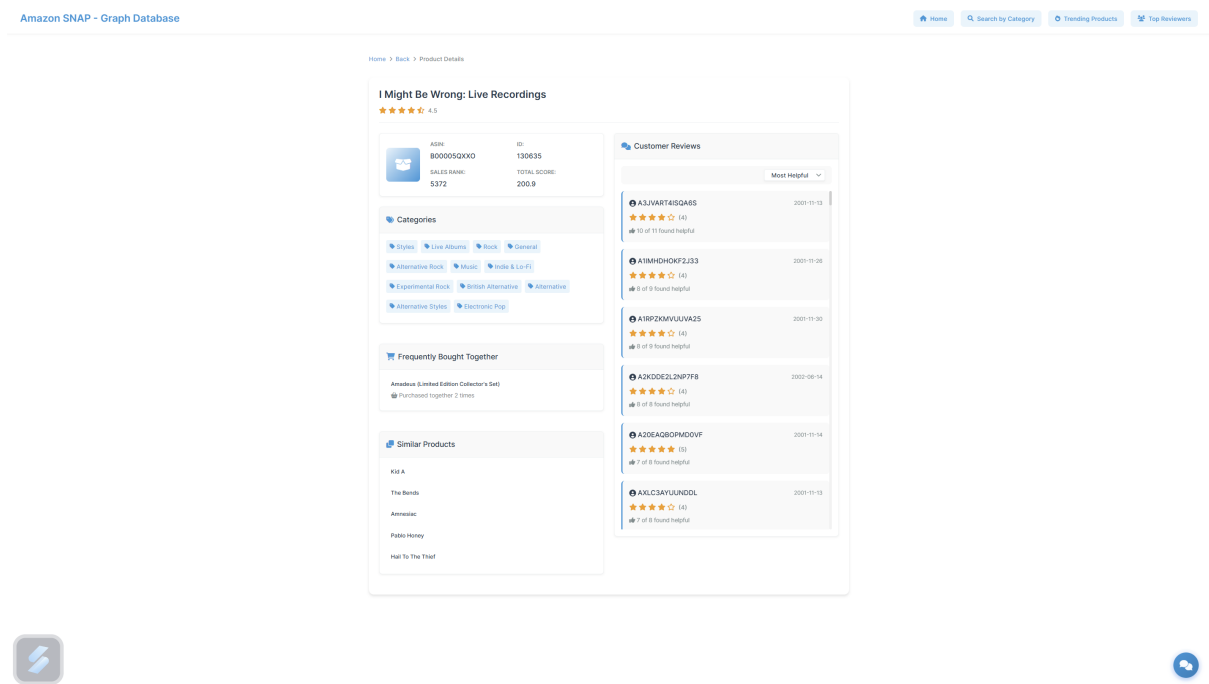 Amazon SNAP - Graph Database
Home
Search by Category
Trending Products
Top Reviewers
Home > Back > Product Details
I Might Be Wrong: Live Recordings
4.5
ASIN:
B00005QXXO
ID:
130635
SALES RANK:
5372
TOTAL SCORE:
200.9
Categories
Styles
Live Albums
Rock
General
Alternative Rock
Music
Indie & Lo-Fi
Experimental Rock
British Alternative
Alternative
Alternative Styles
Electronic Pop
Frequently Bought Together
Amadeus (Limited Edition Collector's Set)
Purchased together 2 times
Similar Products
Kid A
The Bends
Amnesiac
Pablo Honey
Hail To The Thief
Customer Reviews
Most Helpful
A3JVART4ISQA6S 2001-11-13
(4)
10 of 11 found helpful
A1IMHDHOKF2J33 2001-11-26
(4)
8 of 9 found helpful
A1RPZKMVUUVA25 2001-11-30
(4)
8 of 9 found helpful
A2KDDE2L2NP7F8 2002-06-14
(4)
8 of 8 found helpful
A20EAQBOPMD0VF 2001-11-14
(5)
7 of 8 found helpful
AXLC3AYUUNDDL 2001-11-13
(4)
7 of 8 found helpful